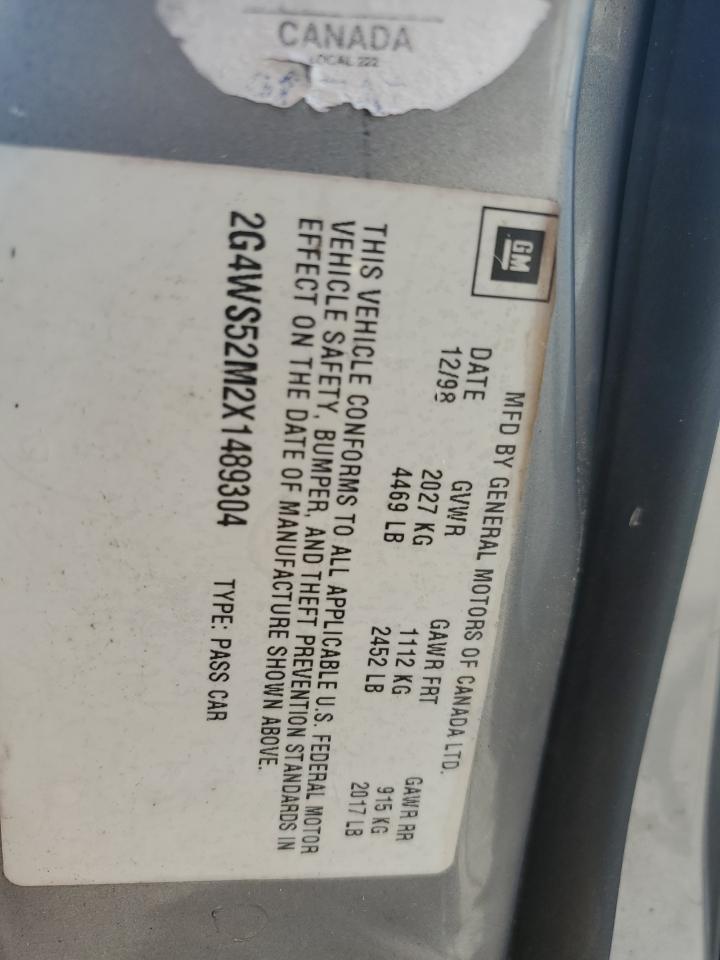 CANADA
LOCAL 222
GM
MFD BY GENERAL MOTORS OF CANADA LTD.
DATE GVWR GAWR FRT GAWR RR
12/98 2027 KG 1112 KG 915 KG
4469 LB 2452 LB 2017 LB
THIS VEHICLE CONFORMS TO ALL APPLICABLE U.S. FEDERAL MOTOR
VEHICLE SAFETY, BUMPER, AND THEFT PREVENTION STANDARDS IN
EFFECT ON THE DATE OF MANUFACTURE SHOWN ABOVE.
2G4WS52M2X1489304 TYPE: PASS CAR